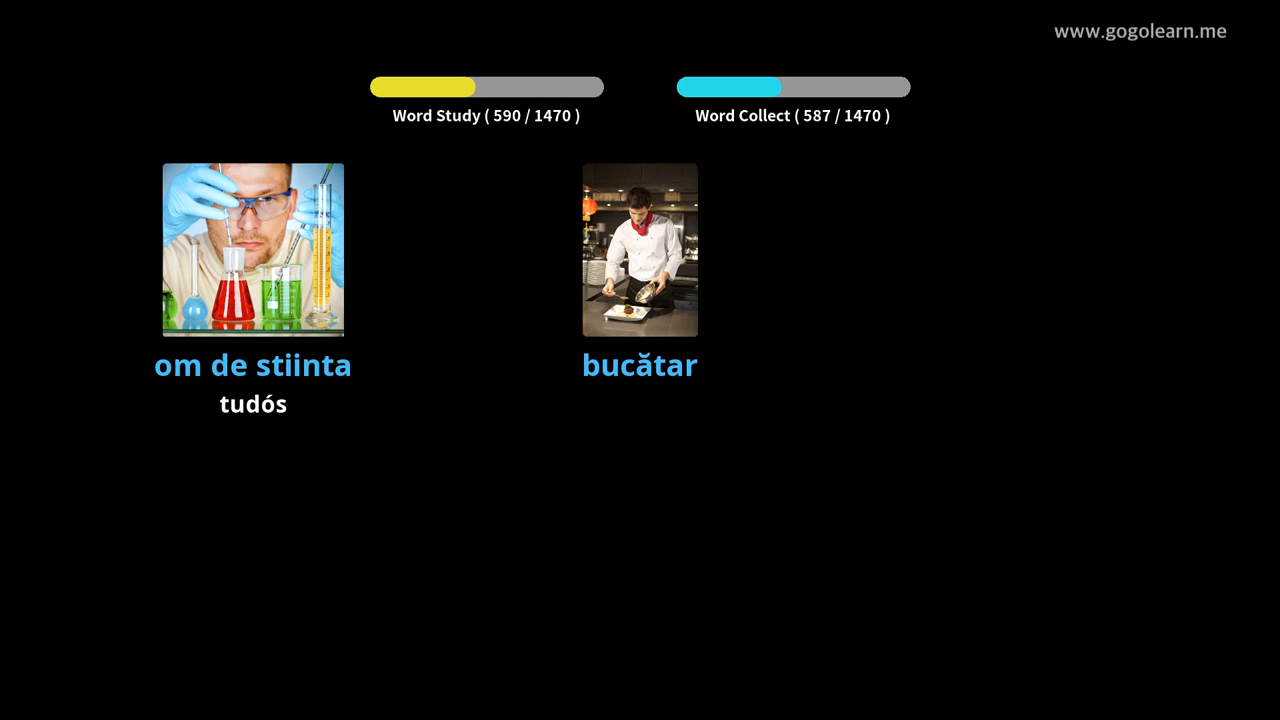 www.gogolearn.me
Word Study ( 590 / 1470 )
Word Collect ( 587 / 1470 )
om de stiinta
bucătar
tudós